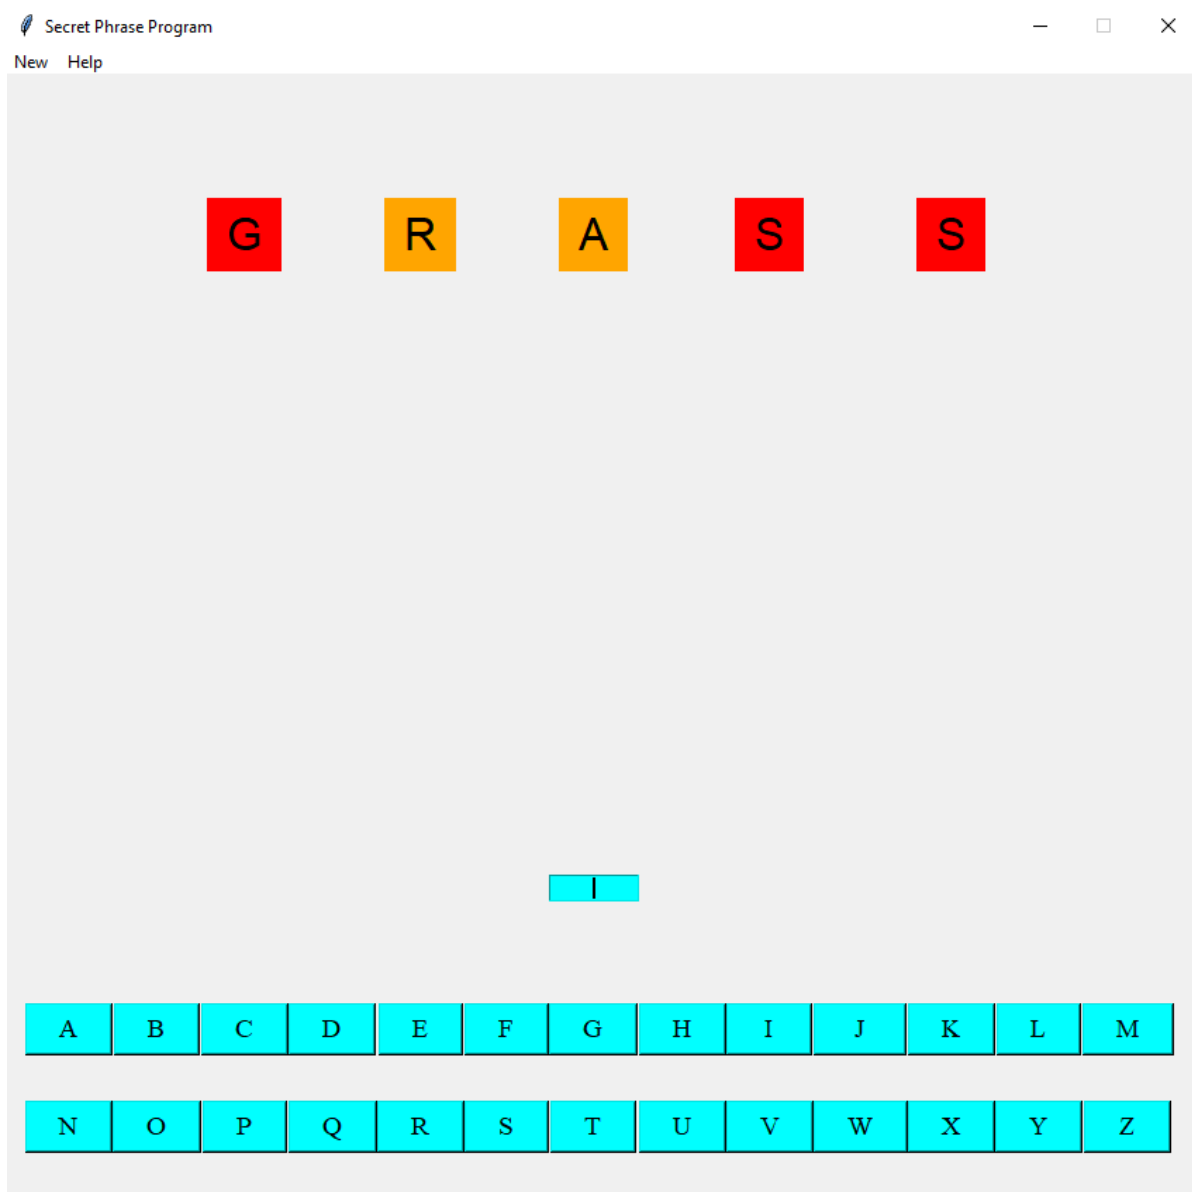 Secret Phrase Program
New Help
G R A S S
A B C D E F G H I J K L M
N O P Q R S T U V W X Y Z